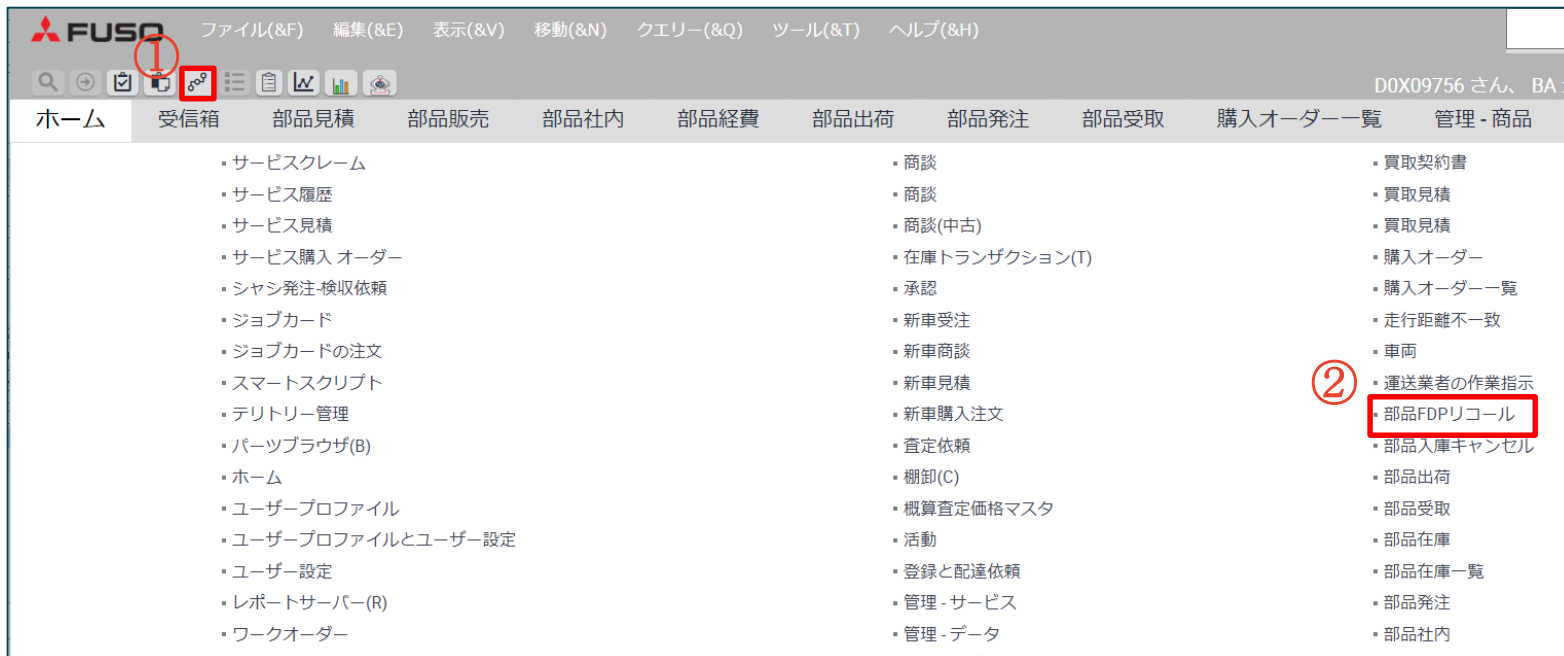 FUSO ファイル(&F) 編集(&E) 表示(&V) 移動(&N) クエリー(&Q) ツール(&T) ヘルプ(&H)
①
D0X09756 さん、 BA
ホーム 受信箱 部品見積 部品販売 部品社内 部品経費 部品出荷 部品発注 部品受取 購入オーダー一覧 管理 - 商品
▪ サービスクレーム ▪ 商談 ▪ 買取契約書
▪ サービス履歴 ▪ 商談 ▪ 買取見積
▪ サービス見積 ▪ 商談(中古) ▪ 買取見積
▪ サービス購入 オーダー ▪ 在庫トランザクション(T) ▪ 購入オーダー
▪ シャシ発注-検収依頼 ▪ 承認 ▪ 購入オーダー一覧
▪ ジョブカード ▪ 新車受注 ▪ 走行距離不一致
▪ ジョブカードの注文 ▪ 新車商談 ▪ 車両
▪ スマートスクリプト ▪ 新車見積 ② ▪ 運送業者の作業指示
▪ テリトリー管理 ▪ 新車購入注文 ▪ 部品FDPリコール
▪ パーツブラウザ(B) ▪ 査定依頼 ▪ 部品入庫キャンセル
▪ ホーム ▪ 棚卸(C) ▪ 部品出荷
▪ ユーザープロファイル ▪ 概算査定価格マスタ ▪ 部品受取
▪ ユーザープロファイルとユーザー設定 ▪ 活動 ▪ 部品在庫
▪ ユーザー設定 ▪ 登録と配達依頼 ▪ 部品在庫一覧
▪ レポートサーバー(R) ▪ 管理 - サービス ▪ 部品発注
▪ ワークオーダー ▪ 管理 - データ ▪ 部品社内